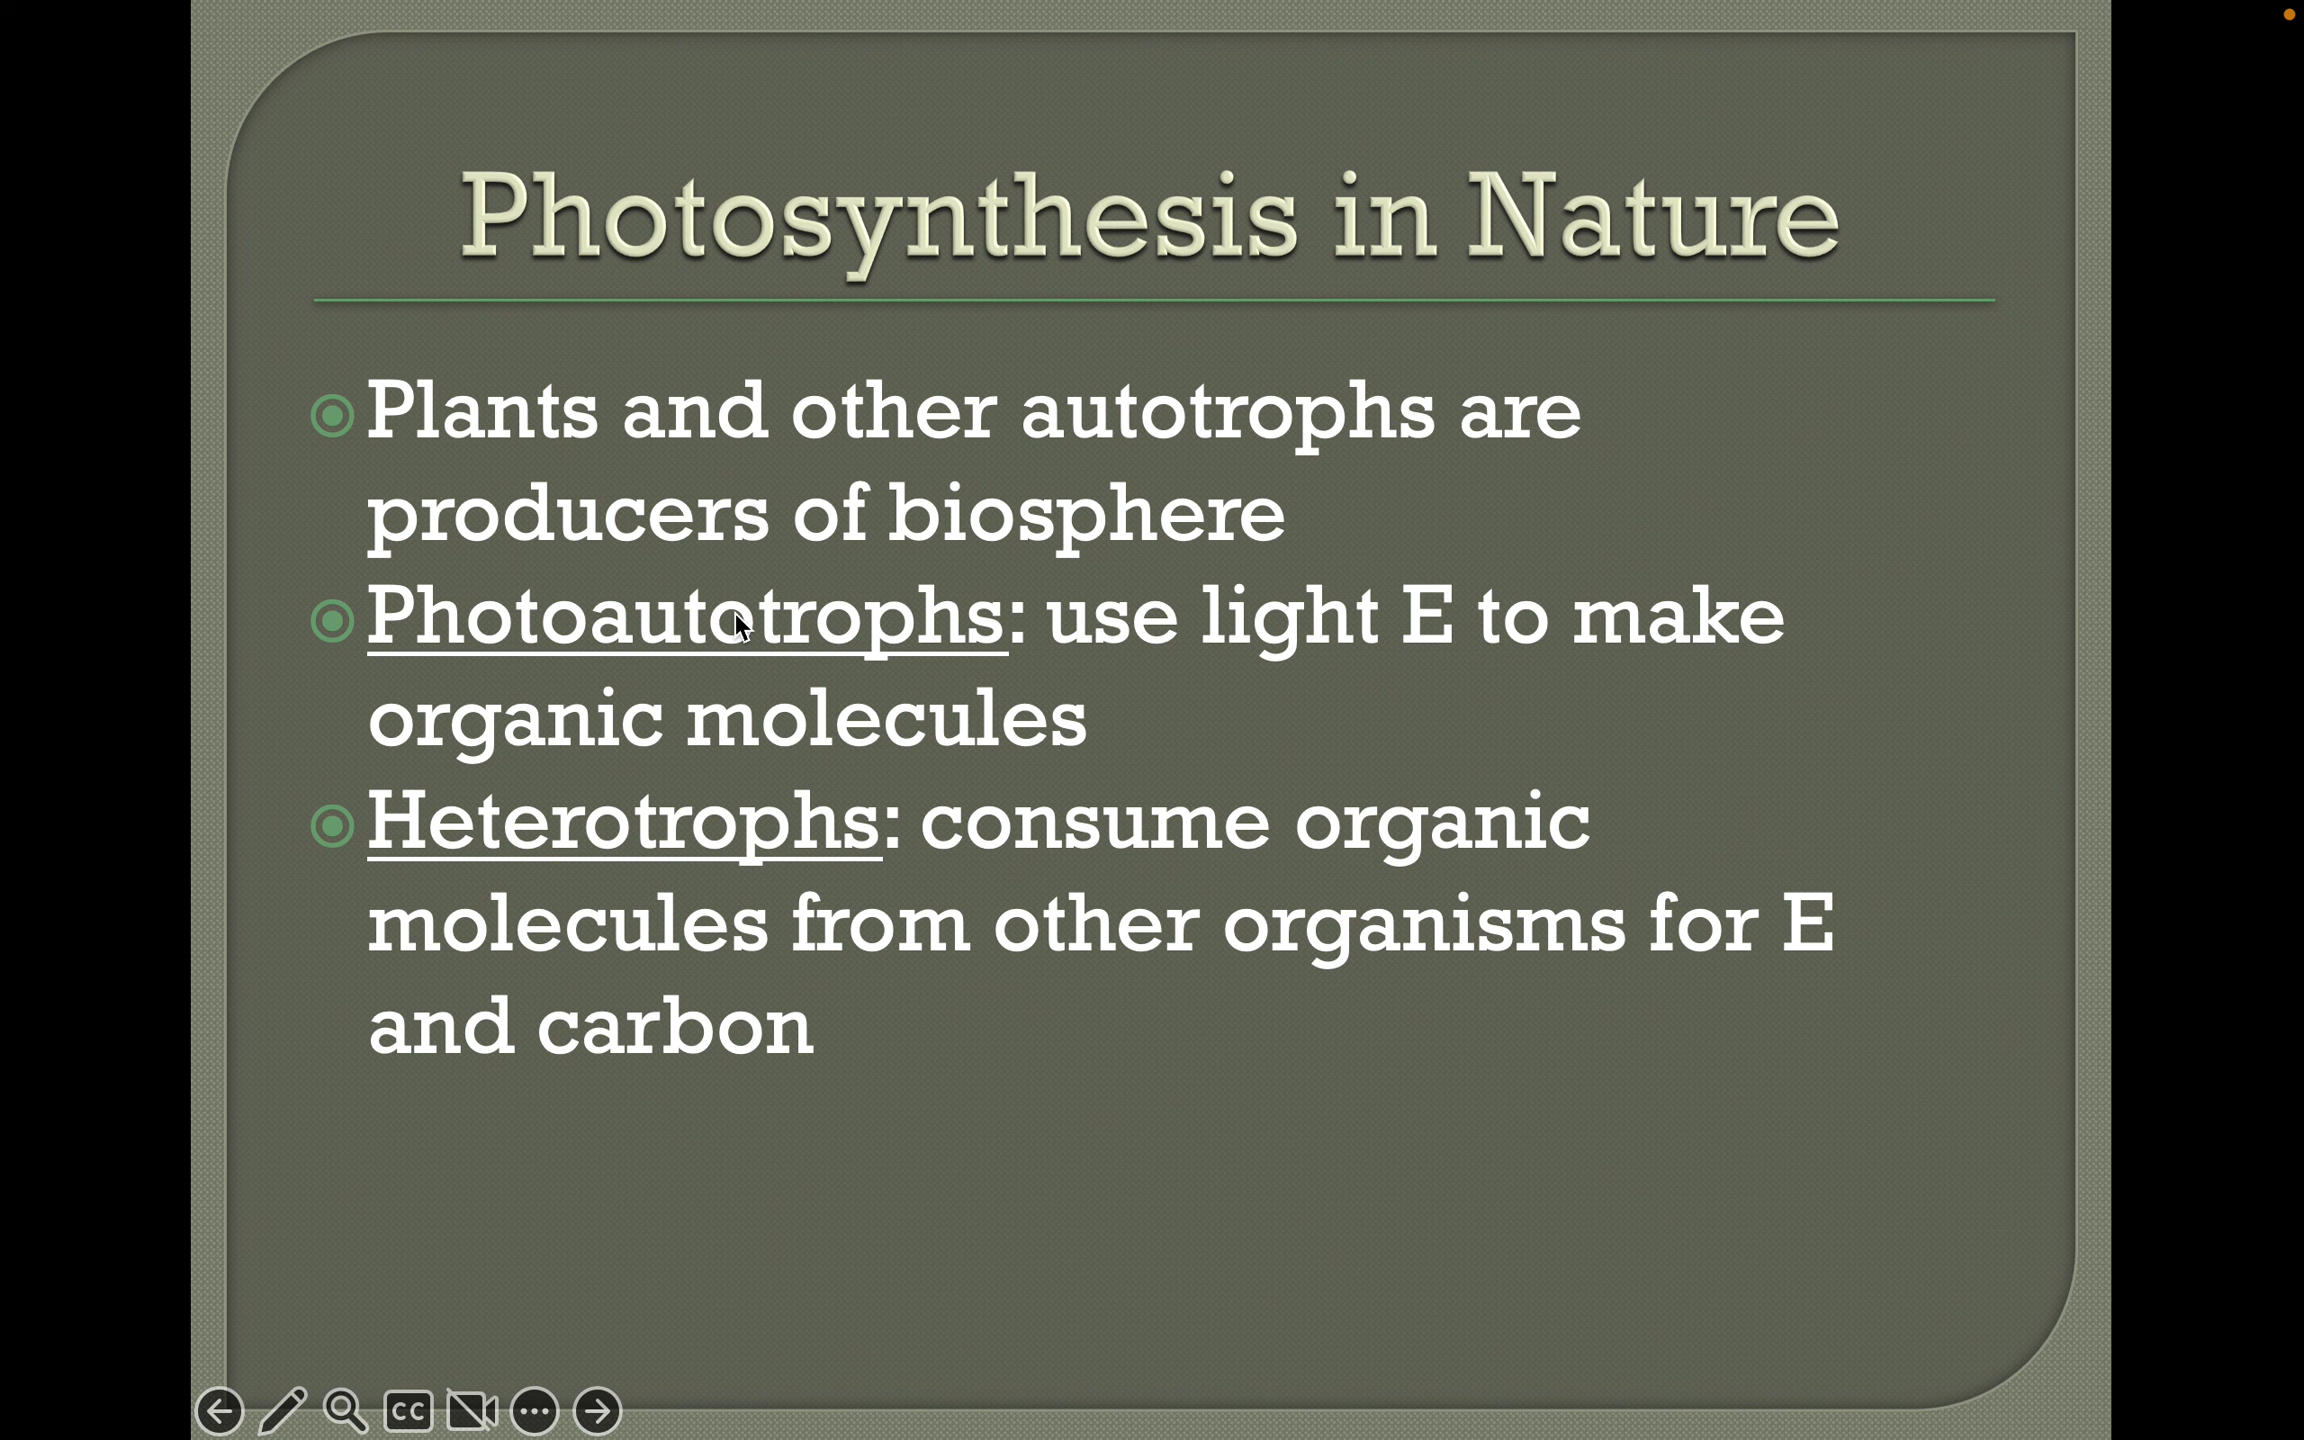 Photosynthesis in Nature
Plants and other autotrophs are
producers of biosphere
Photoautotrophs: use light E to make
organic molecules
Heterotrophs: consume organic
molecules from other organisms for E
and carbon
CC